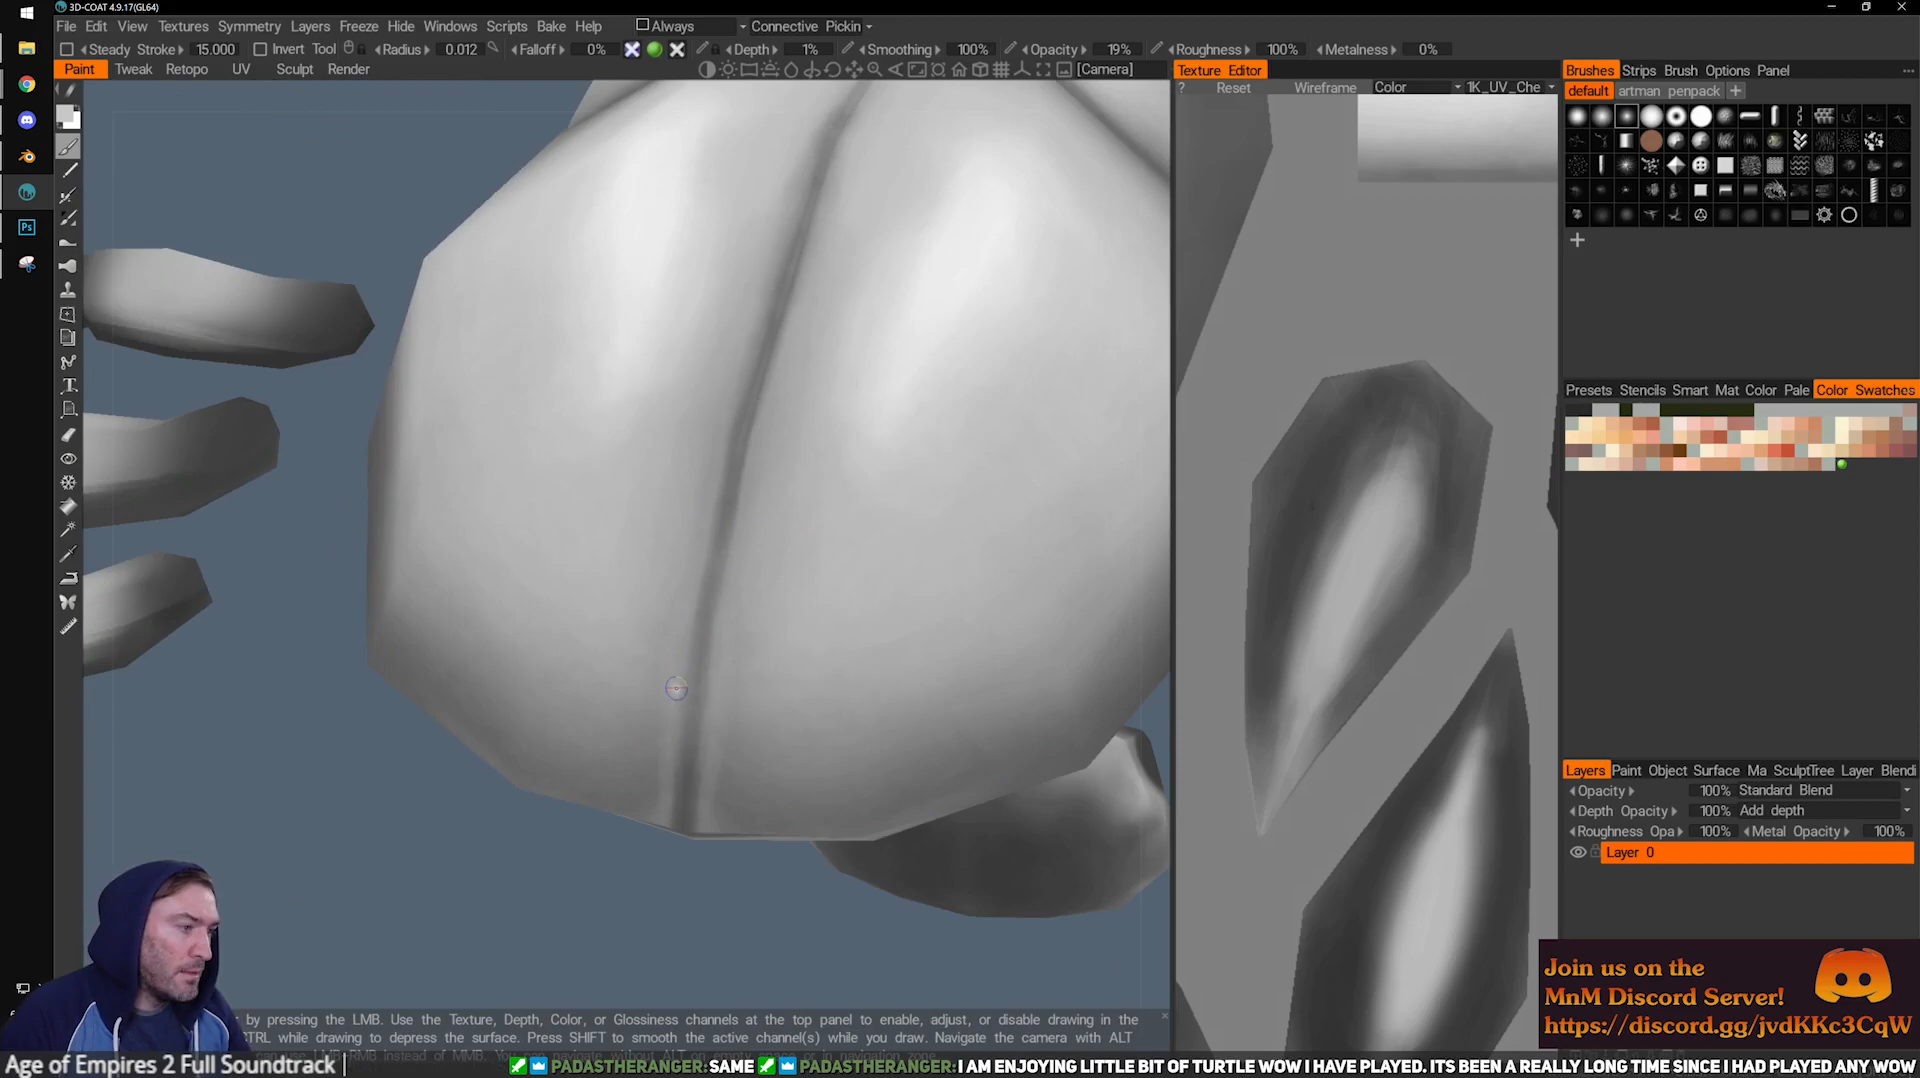 3D-COAT 4.9.17(GL64)
File Edit View Textures Symmetry Layers Freeze Hide Windows Scripts Bake Help Always Connective Pickin
Steady Stroke 15.000 Invert Tool Radius 0.012 Falloff 0% Depth 1% Smoothing 100% Opacity 19% Roughness 100% Metalness 0%
Paint Tweak Retopo UV Sculpt Render [Camera] Texture Editor Brushes Strips Brush Options Panel
? Reset Wireframe Color 1K_UV_Che default artman penpack
Presets Stencils Smart Mat Color Pale Color Swatches
Layers Paint Object Surface Ma SculptTree Layer Blendi
Opacity 100% Standard Blend
Depth Opacity 100% Add depth
Roughness Opa 100% Metal Opacity 100%
Layer 0
Join us on the
MnM Discord Server!
https://discord.gg/jvdKKc3CqW
by pressing the LMB. Use the Texture, Depth, Color, or Glossiness channels at the top panel to enable, adjust, or disable drawing in the
CTRL while drawing to depress the surface. Press SHIFT to smooth the active channel(s) while you draw. Navigate the camera with ALT
Age of Empires 2 Full Soundtrack | PADASTHERANGER: SAME PADASTHERANGER: I AM ENJOYING LITTLE BIT OF TURTLE WOW I HAVE PLAYED. ITS BEEN A REALLY LONG TIME SINCE I HAD PLAYED ANY WOW